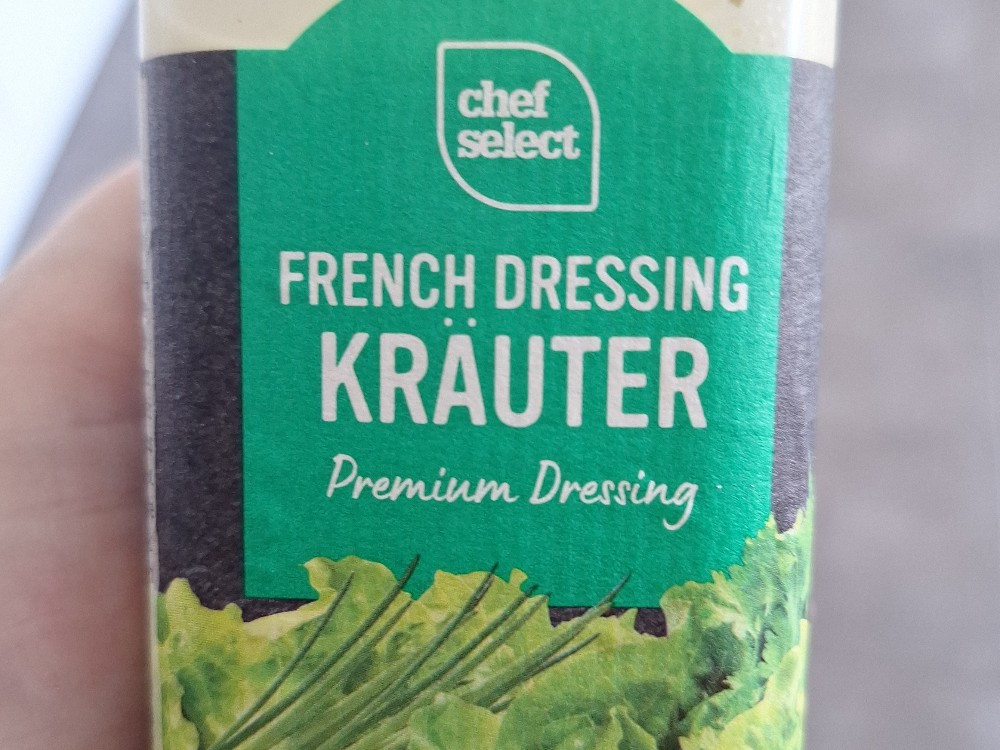 chef
select
FRENCH DRESSING
KRÄUTER
Premium Dressing